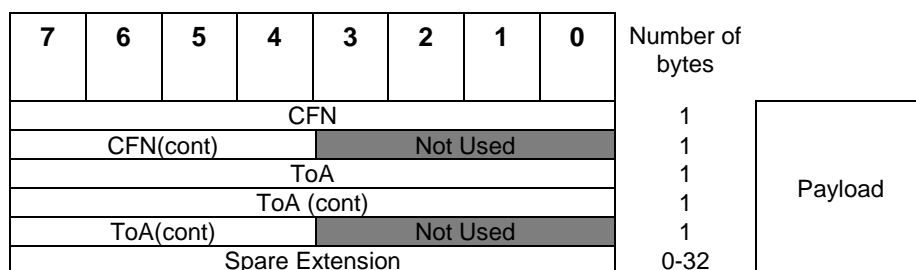 7 6 5 4 3 2 1 0 Number of
bytes
CFN 1
CFN(cont) Not Used 1
ToA 1
ToA (cont) 1 Payload
ToA(cont) Not Used 1
Spare Extension 0-32